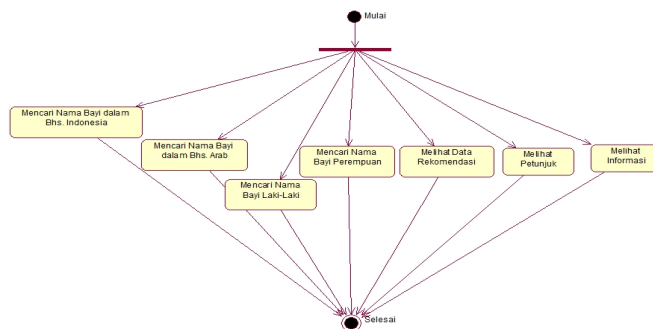 Mulai
Mencari Nama Bayi dalam
Bhs. Indonesia
Mencari Nama Bayi
dalam Bhs. Arab
Mencari Nama
Bayi Laki-Laki
Mencari Nama
Bayi Perempuan
Melihat Data
Rekomendasi
Melihat
Petunjuk
Melihat
Informasi
Selesai